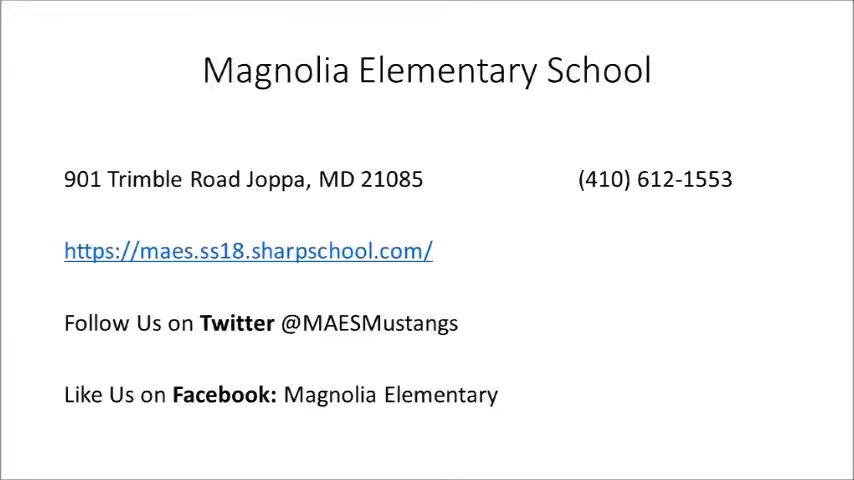 Magnolia Elementary School
901 Trimble Road Joppa, MD 21085 (410) 612-1553
https://maes.ss18.sharpschool.com/
Follow Us on Twitter @MAESMustangs
Like Us on Facebook: Magnolia Elementary